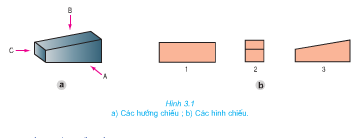 B
C
A
1
2
3
a
b
Hình 3.1
a) Các hướng chiếu ; b) Các hình chiếu.